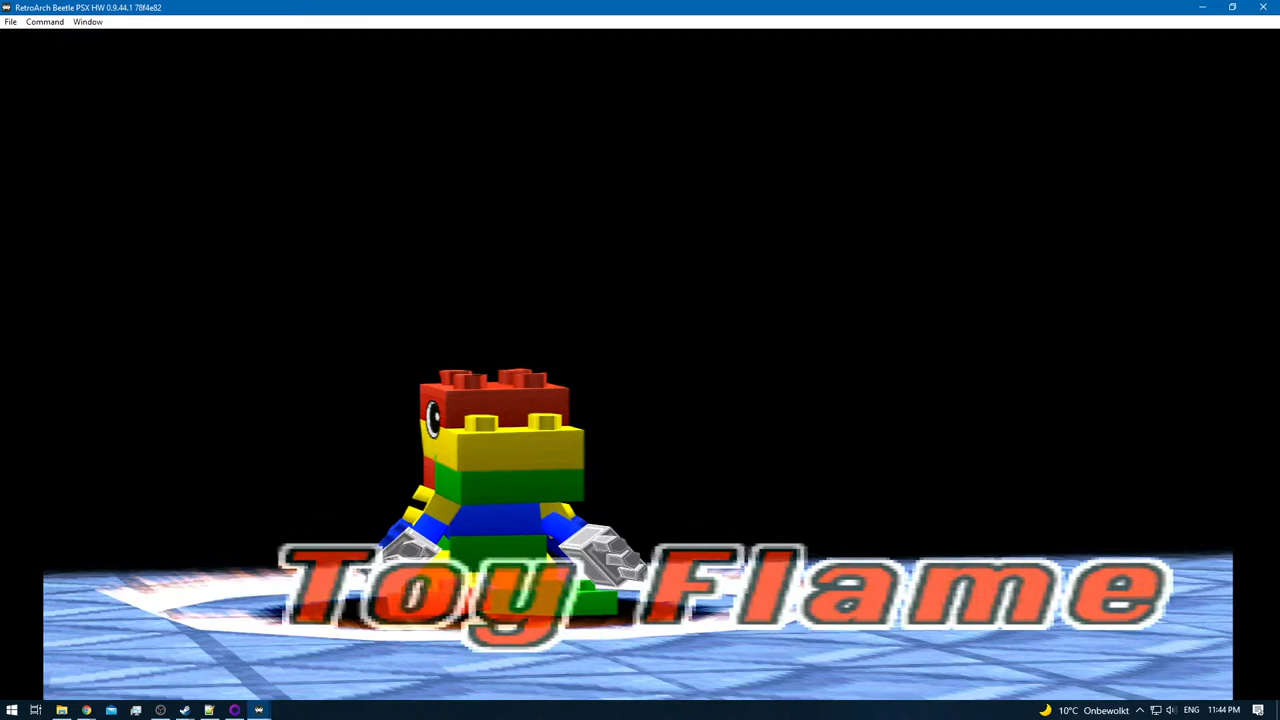 RetroArch Beetle PSX HW 0.9.44.1 78f4e82
File Command Window
Toy Flame
10°C Onbewolkt ENG 11:44 PM